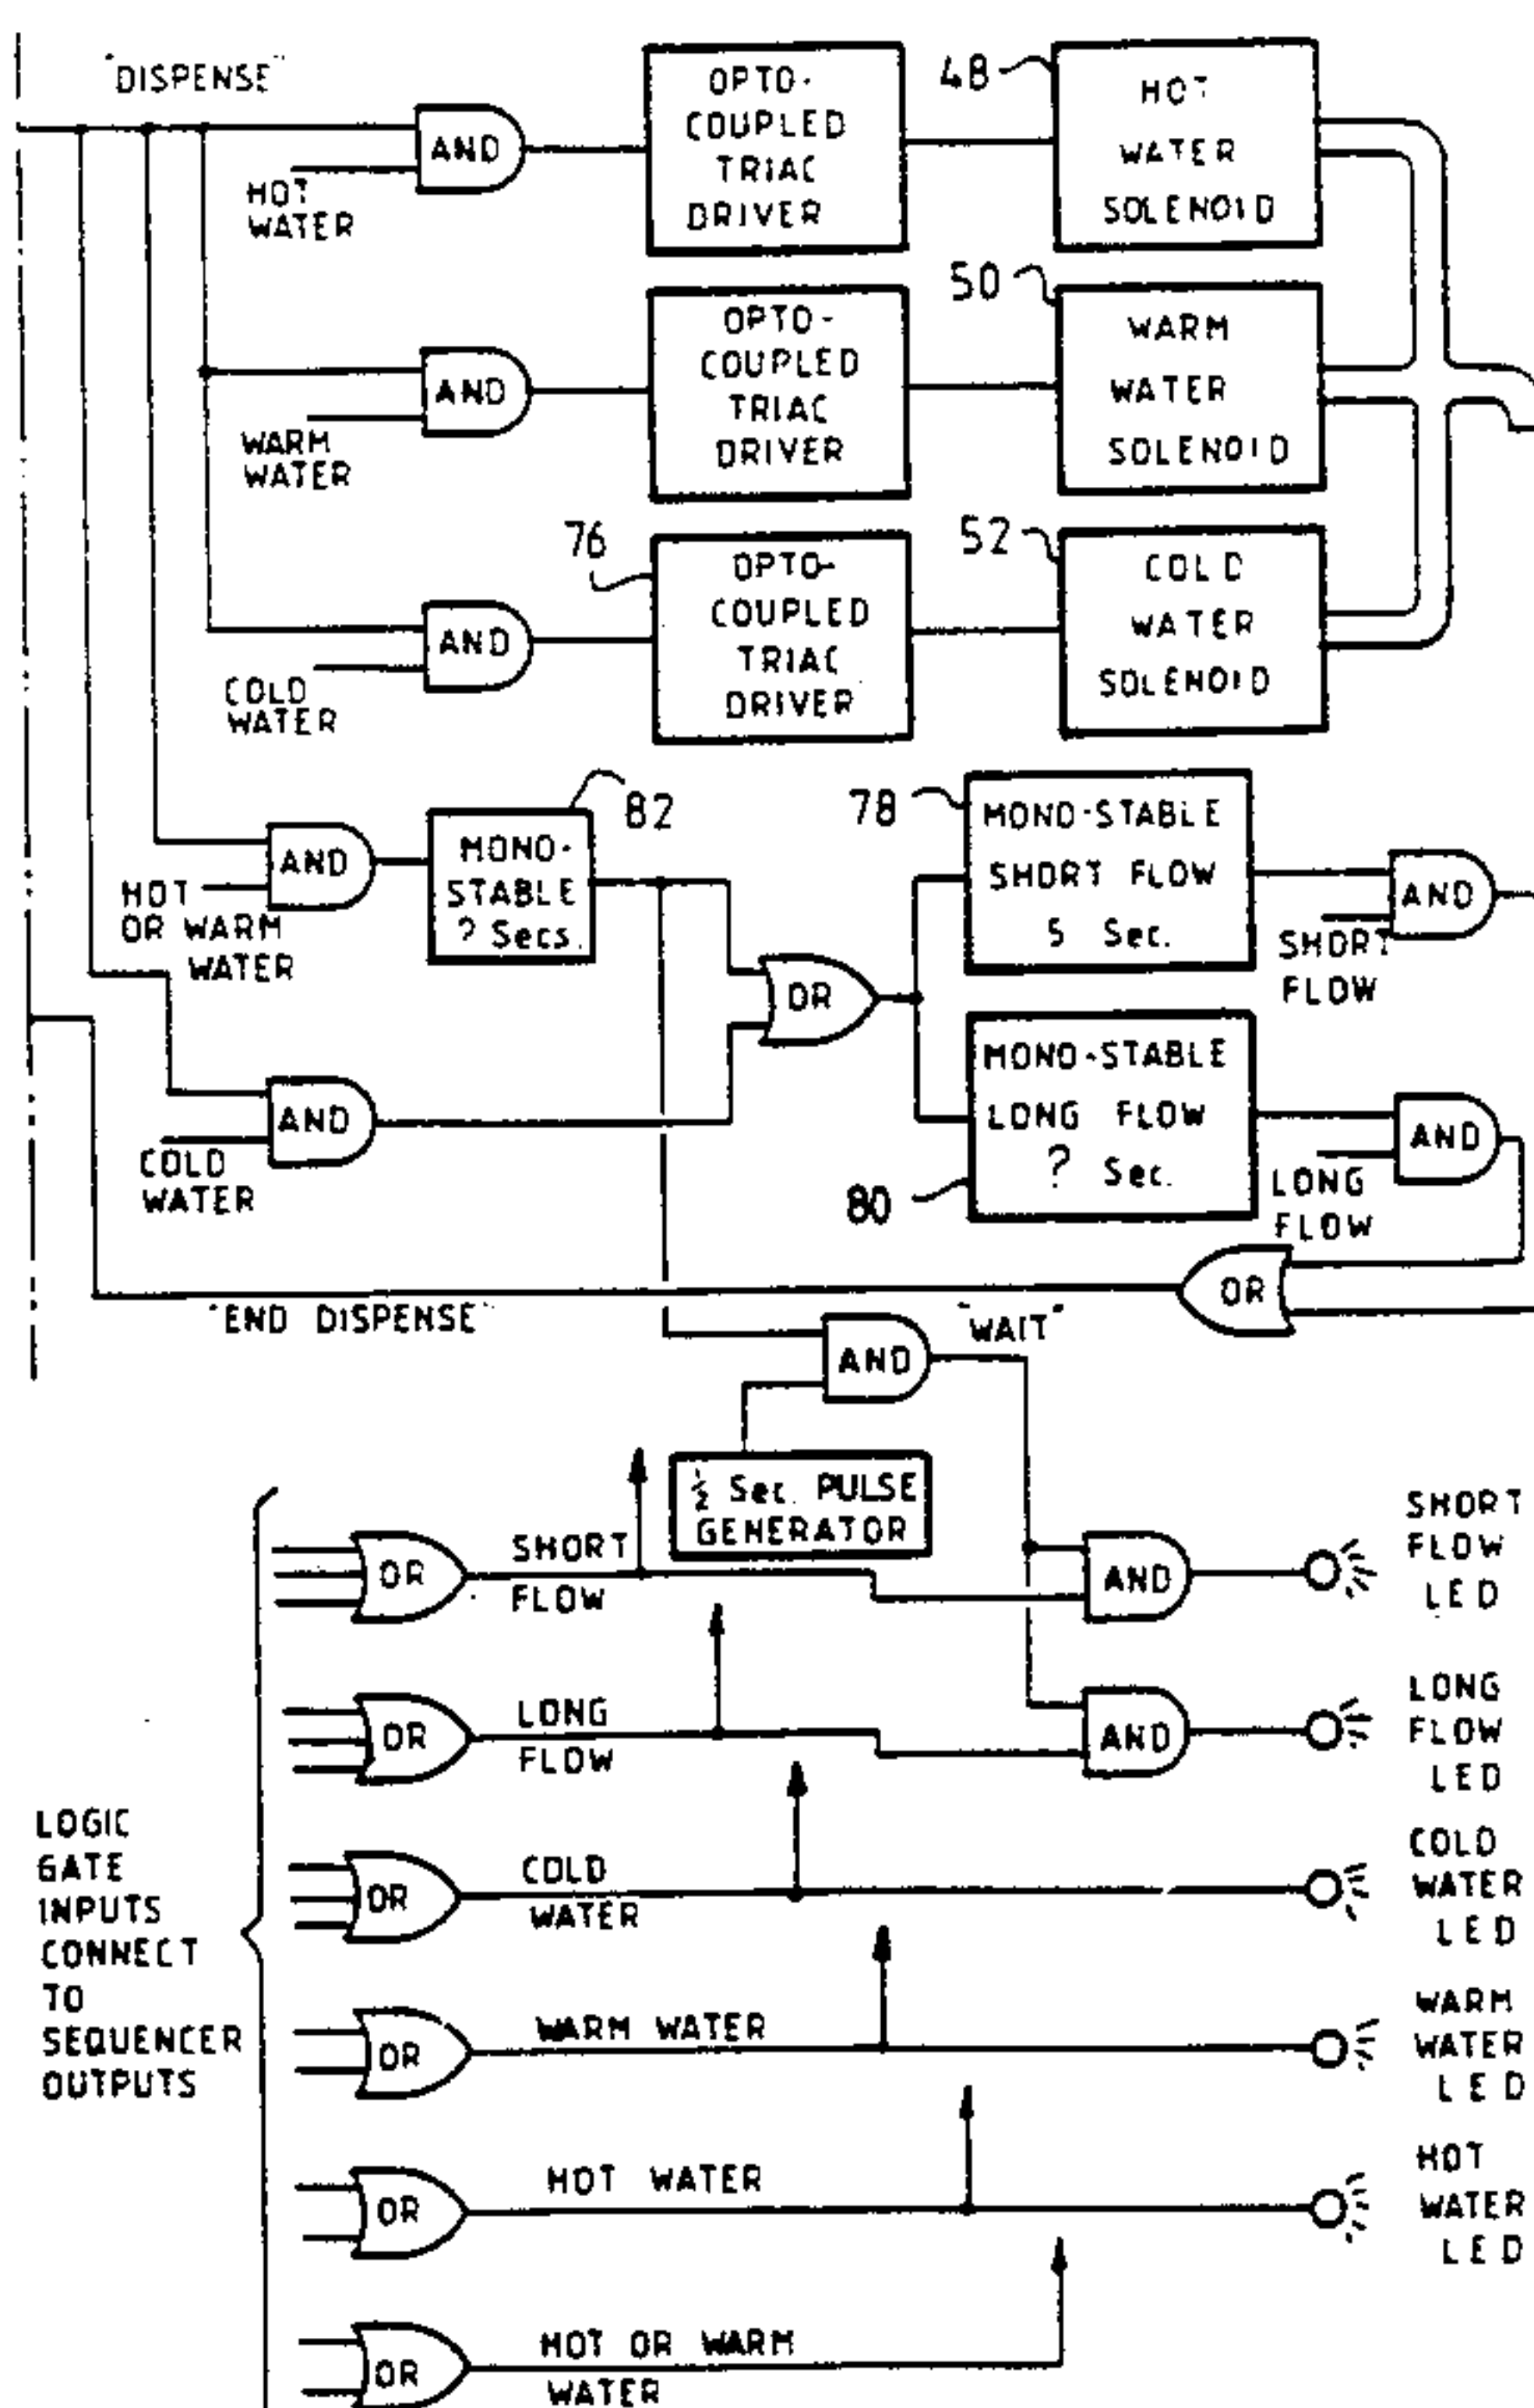 "DISPENSE"
AND
HOT
WATER
OPTO-
COUPLED
TRIAC
DRIVER
48
HOT
WATER
SOLENOID
AND
WARM
WATER
OPTO-
COUPLED
TRIAC
DRIVER
50
WARM
WATER
SOLENOID
AND
COLD
WATER
76
OPTO-
COUPLED
TRIAC
DRIVER
52
COLD
WATER
SOLENOID
AND
HOT
OR WARM
WATER
82
MONO-
STABLE
? Secs.
78
MONO-STABLE
SHORT FLOW
5 Sec.
AND
SHORT
FLOW
OR
AND
COLD
WATER
80
MONO-STABLE
LONG FLOW
? Sec.
AND
LONG
FLOW
OR
"END DISPENSE"
AND
"WAIT"
½ Sec. PULSE
GENERATOR
OR
SHORT
FLOW
AND
SHORT
FLOW
LED
OR
LONG
FLOW
AND
LONG
FLOW
LED
LOGIC
GATE
INPUTS
CONNECT
TO
SEQUENCER
OUTPUTS
OR
COLD
WATER
COLD
WATER
LED
OR
WARM WATER
WARM
WATER
LED
OR
HOT WATER
HOT
WATER
LED
OR
HOT OR WARM
WATER